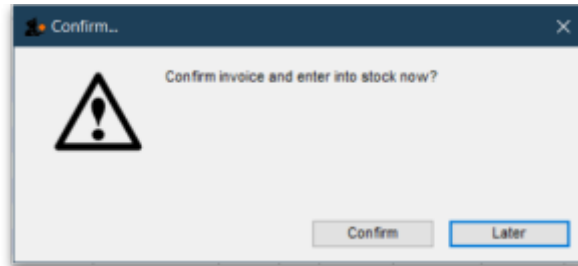 Confirm...
Confirm invoice and enter into stock now?
Confirm
Later